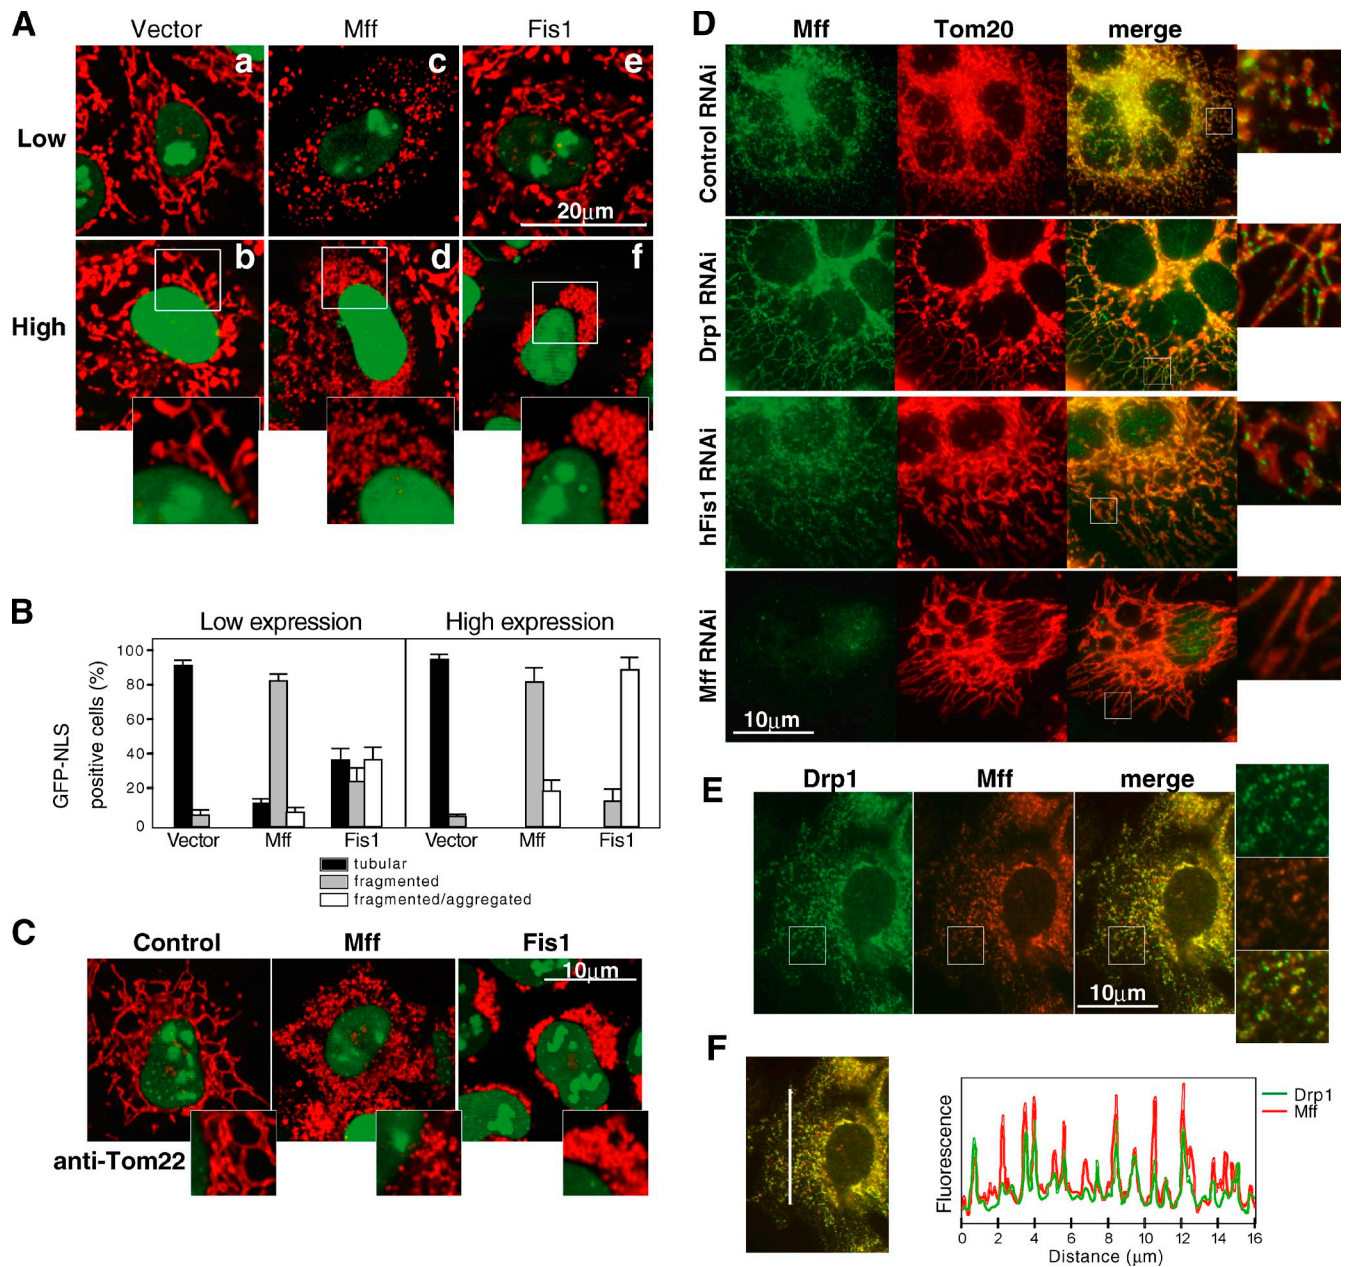 A
Vector Mff Fis1
Low
a c e
20μm
High
b d f
B
Low expression High expression
GFP-NLS
positive cells (%)
100
80
60
40
20
0
Vector Mff Fis1 Vector Mff Fis1
tubular
fragmented
fragmented/aggregated
C
Control Mff Fis1
10μm
anti-Tom22
D
Mff Tom20 merge
Control RNAi
Drp1 RNAi
hFis1 RNAi
Mff RNAi
10μm
E
Drp1 Mff merge
10μm
F
Fluorescence
Drp1
Mff
0 2 4 6 8 10 12 14 16
Distance (μm)